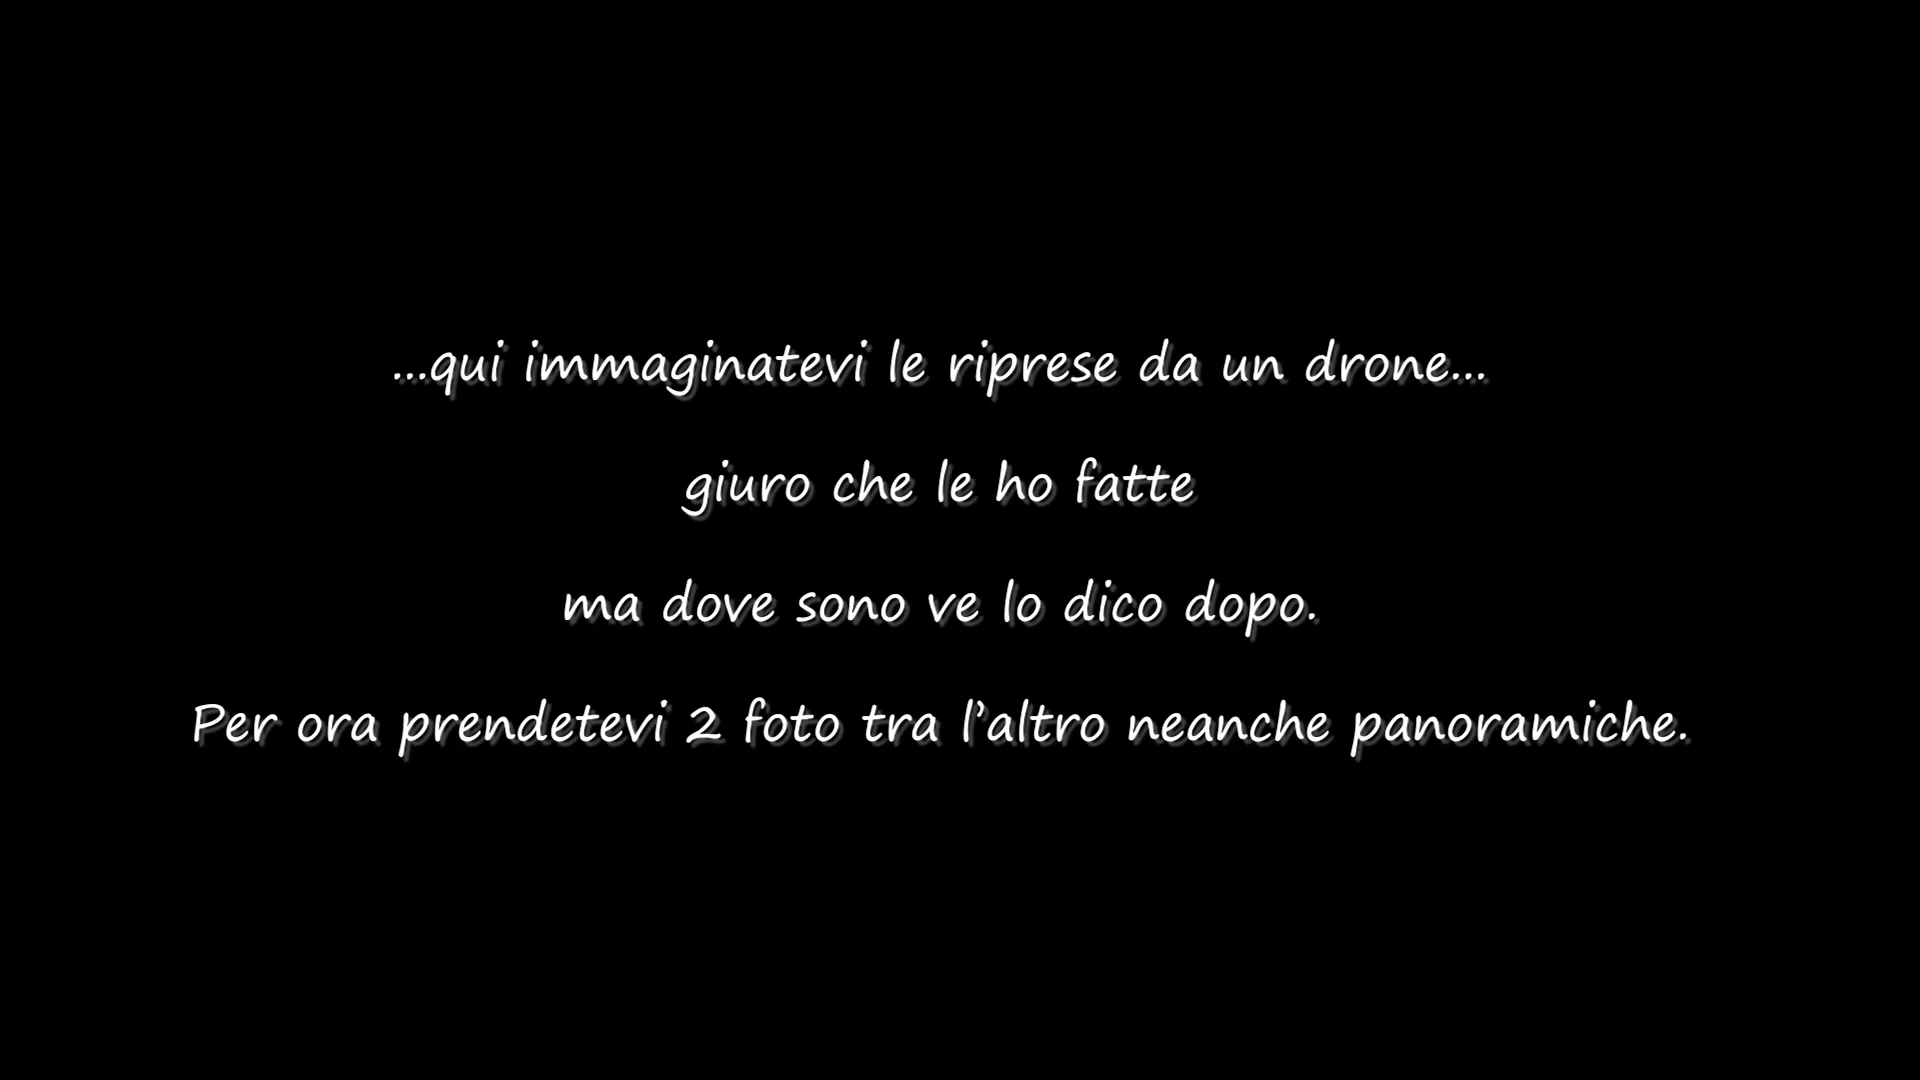 ...qui immaginatevi le riprese da un drone...
giuro che le ho fatte
ma dove sono ve lo dico dopo.
Per ora prendetevi 2 foto tra l'altro neanche panoramiche.